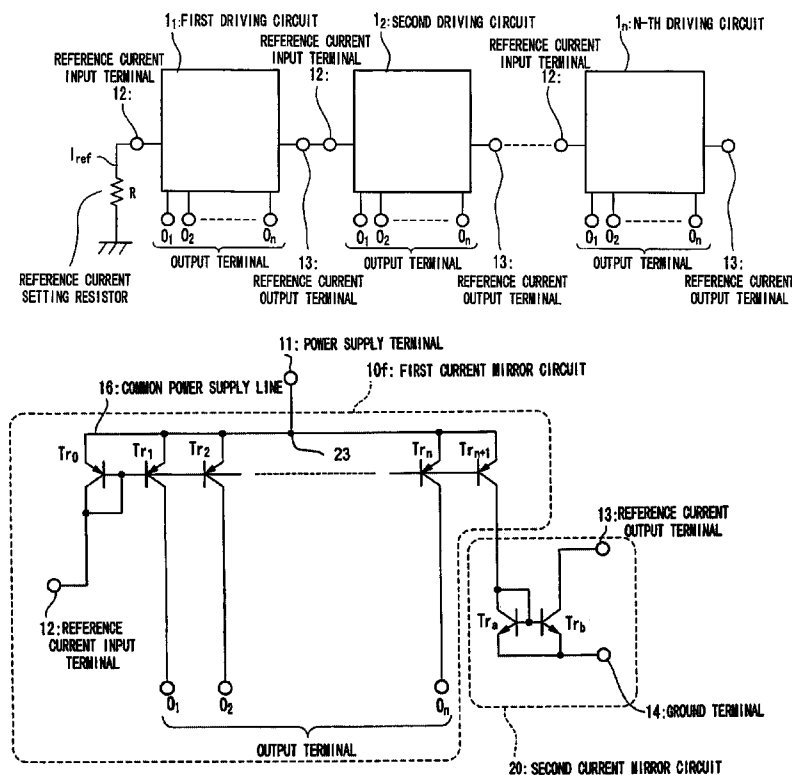 1₁:FIRST DRIVING CIRCUIT
1₂:SECOND DRIVING CIRCUIT
1ₙ:N-TH DRIVING CIRCUIT
REFERENCE CURRENT
INPUT TERMINAL
12:
REFERENCE CURRENT
INPUT TERMINAL
12:
REFERENCE CURRENT
INPUT TERMINAL
12:
I_ref
R
O₁ O₂ Oₙ
O₁ O₂ Oₙ
O₁ O₂ Oₙ
OUTPUT TERMINAL
OUTPUT TERMINAL
OUTPUT TERMINAL
REFERENCE CURRENT
SETTING RESISTOR
13:
REFERENCE CURRENT
OUTPUT TERMINAL
13:
REFERENCE CURRENT
OUTPUT TERMINAL
13:
REFERENCE CURRENT
OUTPUT TERMINAL
11:POWER SUPPLY TERMINAL
10f:FIRST CURRENT MIRROR CIRCUIT
16:COMMON POWER SUPPLY LINE
Tr₀ Tr₁ Tr₂ 23 Trₙ Trₙ₊₁
13:REFERENCE CURRENT
OUTPUT TERMINAL
12:REFERENCE
CURRENT INPUT
TERMINAL
Trₐ Tr_b
O₁ O₂ Oₙ
OUTPUT TERMINAL
14:GROUND TERMINAL
20:SECOND CURRENT MIRROR CIRCUIT